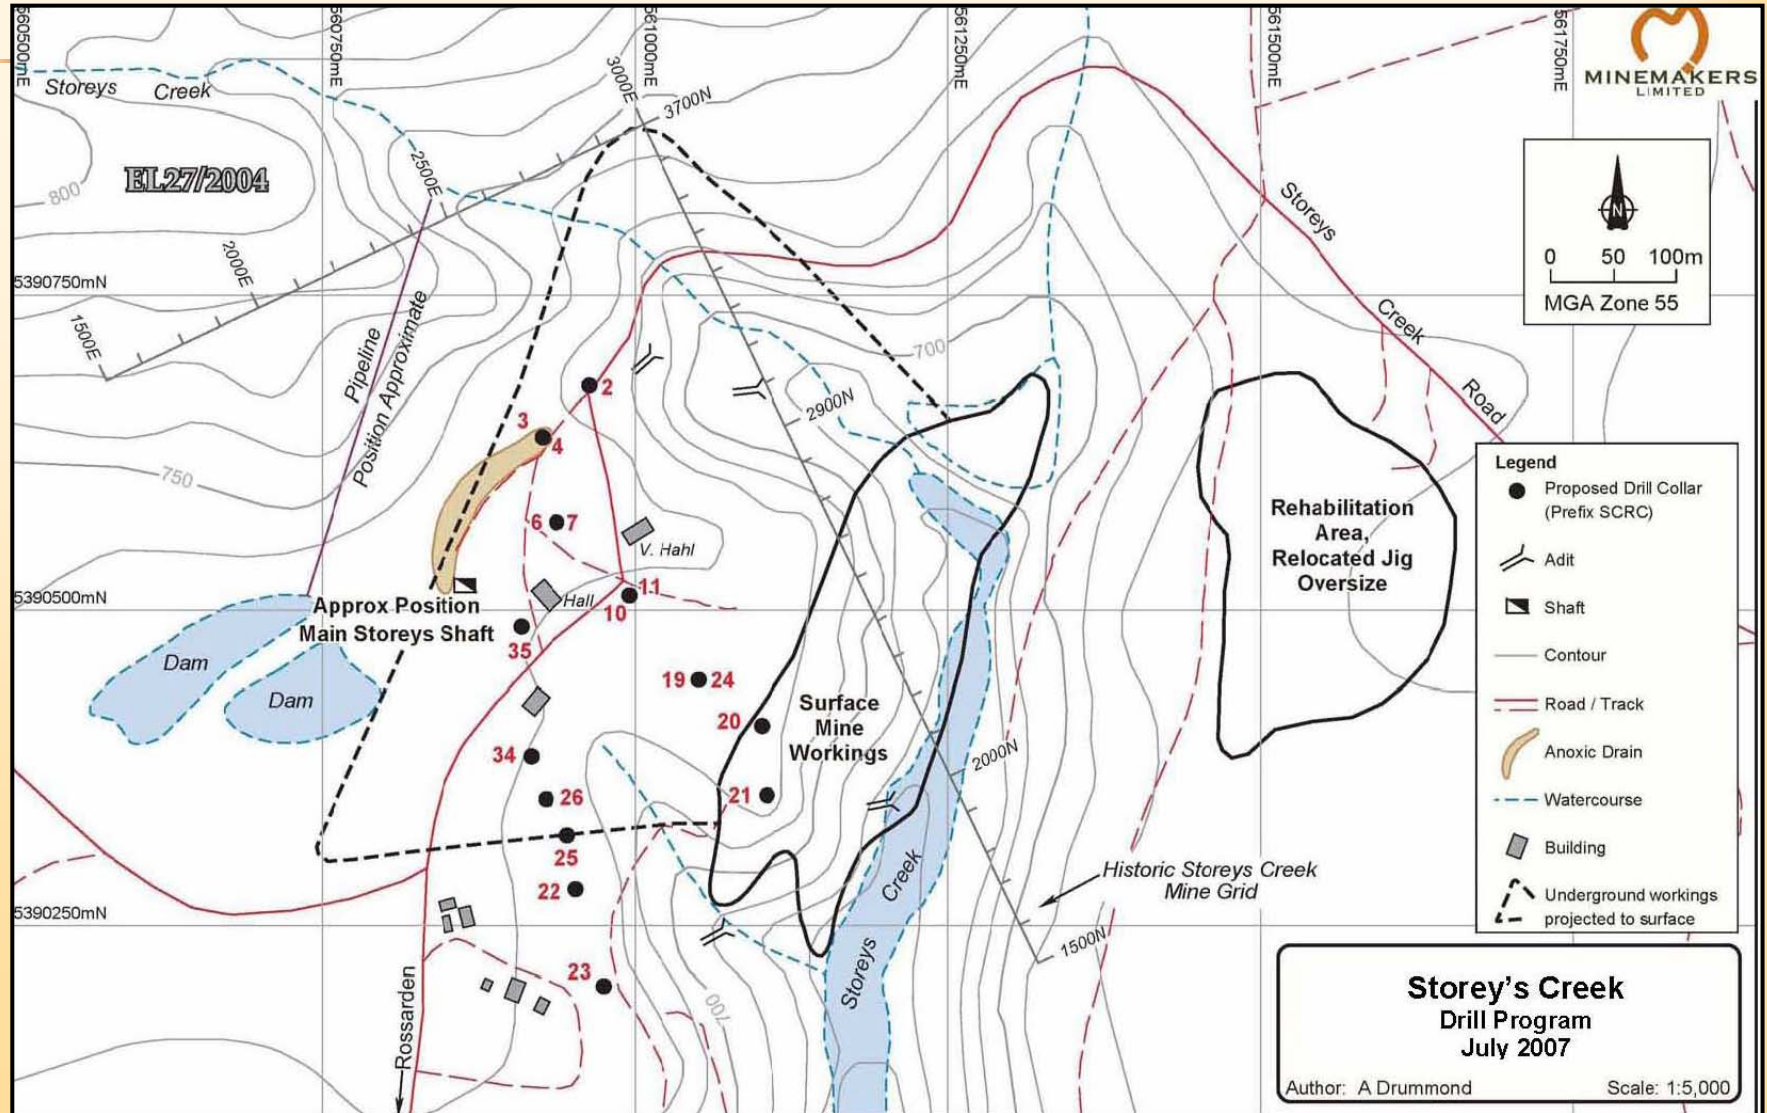 560500mE
560750mE
561000mE
561250mE
561500mE
561750mE
MINEMAKERS
LIMITED
Storeys Creek
3000E
3700N
EL27/2004
800
2500E
2000E
1500E
Storeys
Creek
Road
N
0 50 100m
MGA Zone 55
5390750mN
Pipeline
Position Approximate
700
2900N
2
3
4
750
6 7
V. Hahl
Rehabilitation
Area,
Relocated Jig
Oversize
Legend
Proposed Drill Collar
(Prefix SCRC)
Adit
Shaft
Contour
Road / Track
Anoxic Drain
Watercourse
Building
Underground workings
projected to surface
5390500mN
Approx Position
Main Storeys Shaft
Hall
11
10
35
Dam
Dam
19 24
20
Surface
Mine
Workings
34
26
21
2000N
25
22
Historic Storeys Creek
Mine Grid
5390250mN
1500N
23
Storeys
Creek
700
Rossarden
Storey's Creek
Drill Program
July 2007
Author: A Drummond Scale: 1:5,000